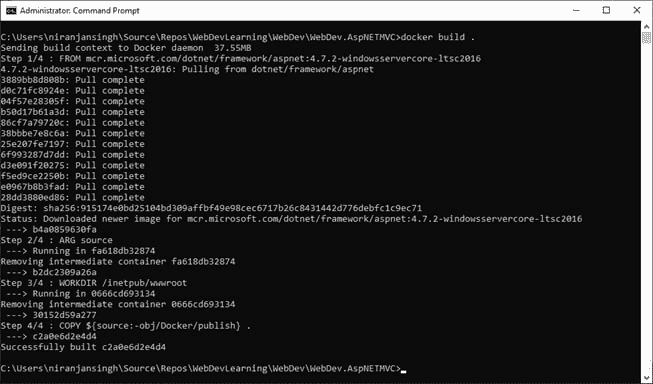 Administrator: Command Prompt
C:\Users\niranjansingh\Source\Repos\WebDevLearning\WebDev\WebDev.AspNETMVC>docker build .
Sending build context to Docker daemon  37.55MB
Step 1/4 : FROM mcr.microsoft.com/dotnet/framework/aspnet:4.7.2-windowsservercore-ltsc2016
4.7.2-windowsservercore-ltsc2016: Pulling from dotnet/framework/aspnet
3889bb8d808b: Pull complete
d0c71fc8924e: Pull complete
04f57e28305f: Pull complete
b50d17b61a3d: Pull complete
86cf7a79720c: Pull complete
38bbbe7e8c6a: Pull complete
25e207fe7197: Pull complete
6f993287d7dd: Pull complete
d3e091f20275: Pull complete
f5ed9ce2250b: Pull complete
e0967b8b3fad: Pull complete
28dd3880ed86: Pull complete
Digest: sha256:915174e0bd25104bd309affbf49e98cec6717b26c8431442d776debfc1c9ec71
Status: Downloaded newer image for mcr.microsoft.com/dotnet/framework/aspnet:4.7.2-windowsservercore-ltsc2016
 ---> b4a0859630fa
Step 2/4 : ARG source
 ---> Running in fa618db32874
Removing intermediate container fa618db32874
 ---> b2dc2309a26a
Step 3/4 : WORKDIR /inetpub/wwwroot
 ---> Running in 0666cd693134
Removing intermediate container 0666cd693134
 ---> 30152d59a277
Step 4/4 : COPY ${source:-obj/Docker/publish} .
 ---> c2a0e6d2e4d4
Successfully built c2a0e6d2e4d4
C:\Users\niranjansingh\Source\Repos\WebDevLearning\WebDev\WebDev.AspNETMVC>